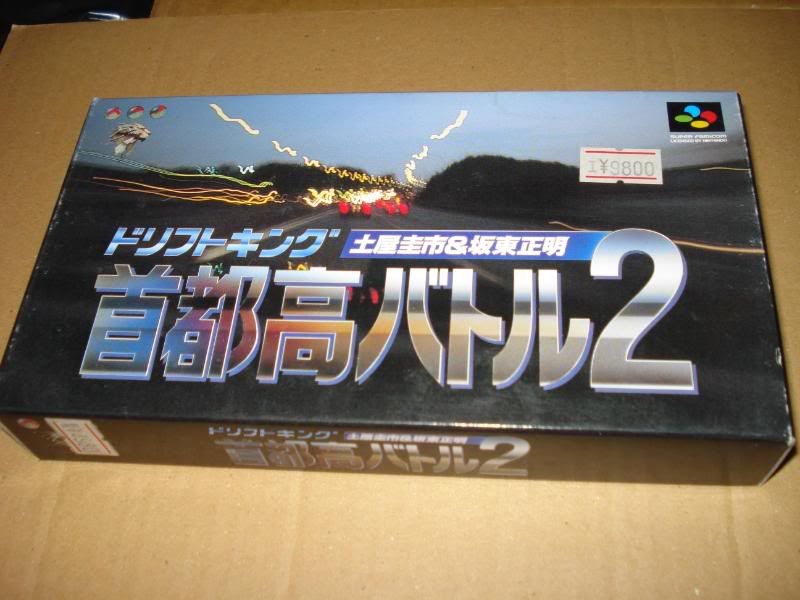 SUPER FAMICOM
LICENSED BY NINTENDO
エ¥9800
ドリフトキング 土屋圭市&坂東正明
首都高バトル2
ドリフトキング 土屋圭市&坂東正明
首都高バトル2